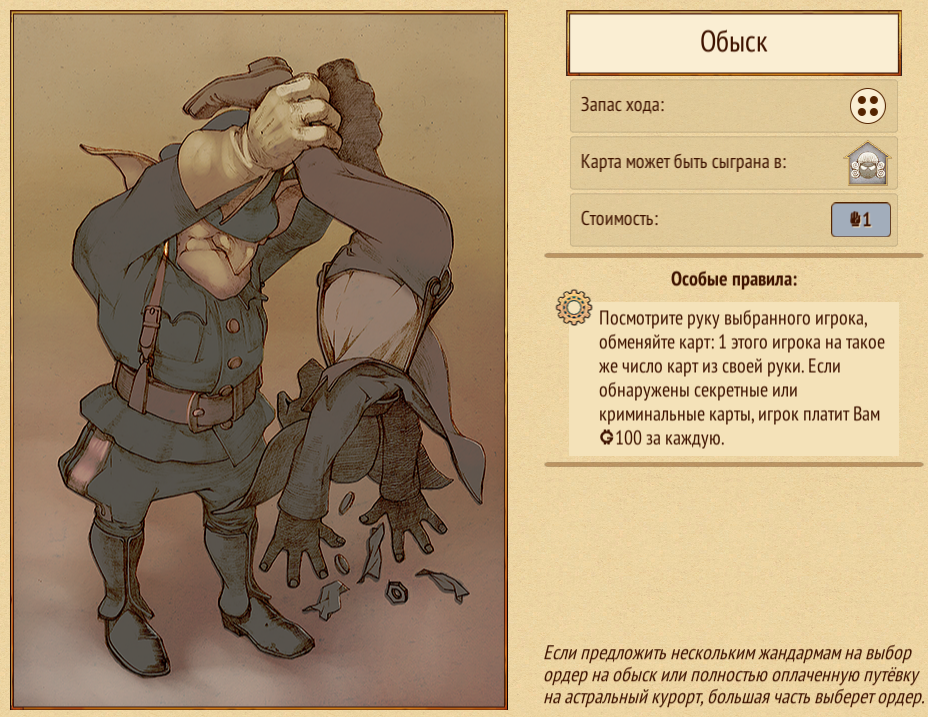 Обыск
Запас хода:
Карта может быть сыграна в:
Стоимость:
1
Особые правила:
Посмотрите руку выбранного игрока,
обменяйте карт: 1 этого игрока на такое
же число карт из своей руки. Если
обнаружены секретные или
криминальные карты, игрок платит Вам
100 за каждую.
Если предложить нескольким жандармам на выбор
ордер на обыск или полностью оплаченную путёвку
на астральный курорт, большая часть выберет ордер.